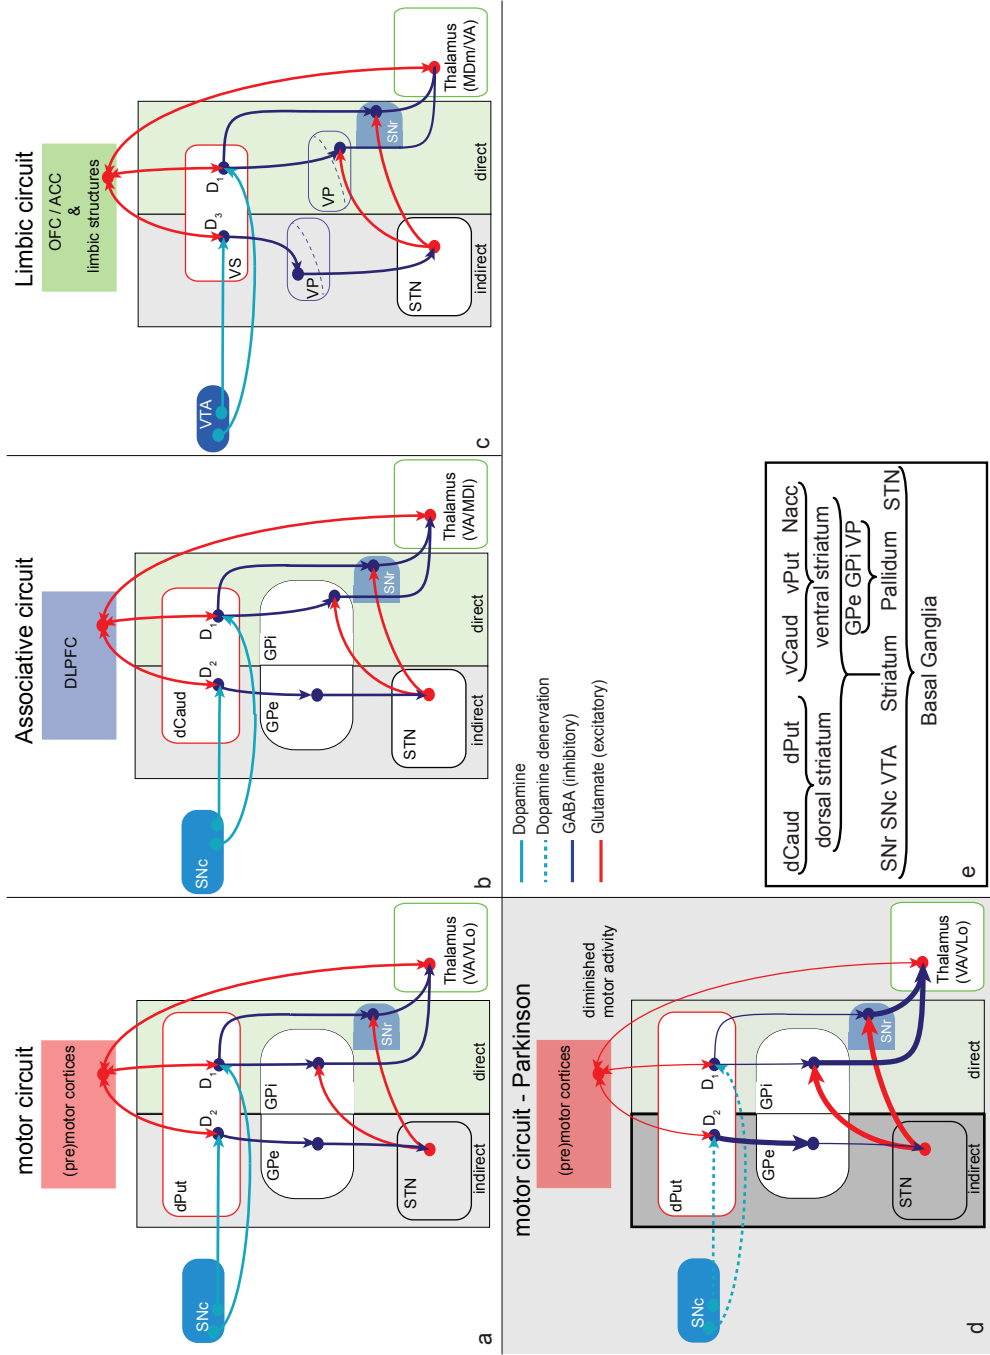 motor circuit
(pre)motor cortices
SNc
dPut
D2
D1
GPe
GPi
SNr
STN
indirect
direct
Thalamus
(VA/VLo)
a
Associative circuit
DLPFC
SNc
dCaud
D2
D1
GPe
GPi
SNr
STN
indirect
direct
Thalamus
(VA/MDl)
b
Limbic circuit
OFC / ACC
&
limbic structures
VTA
VS
D3
D1
VP
VP
SNr
STN
indirect
direct
Thalamus
(MDm/VA)
c
motor circuit - Parkinson
(pre)motor cortices
diminished
motor activity
SNc
dPut
D2
D1
GPe
GPi
SNr
STN
indirect
direct
Thalamus
(VA/VLo)
d
Dopamine
Dopamine denervation
GABA (inhibitory)
Glutamate (excitatory)
dCaud dPut vCaud vPut Nacc
dorsal striatum ventral striatum
GPe GPi VP
SNr SNc VTA Striatum Pallidum STN
Basal Ganglia
e